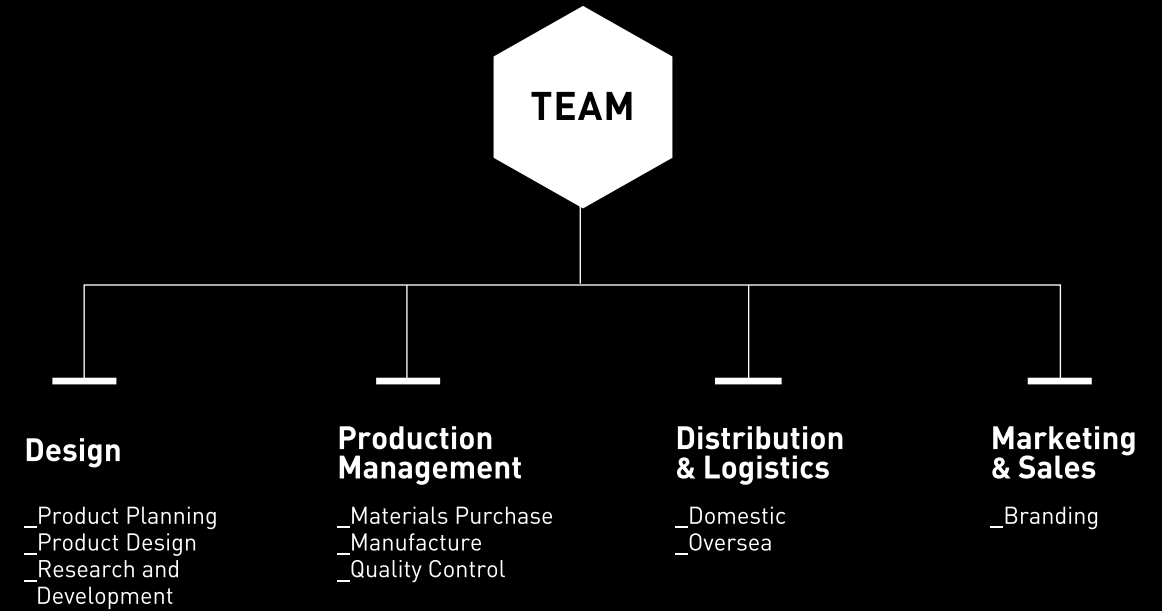 TEAM
Design
_Product Planning
_Product Design
_Research and
Development
Production
Management
_Materials Purchase
_Manufacture
_Quality Control
Distribution
& Logistics
_Domestic
_Oversea
Marketing
& Sales
_Branding